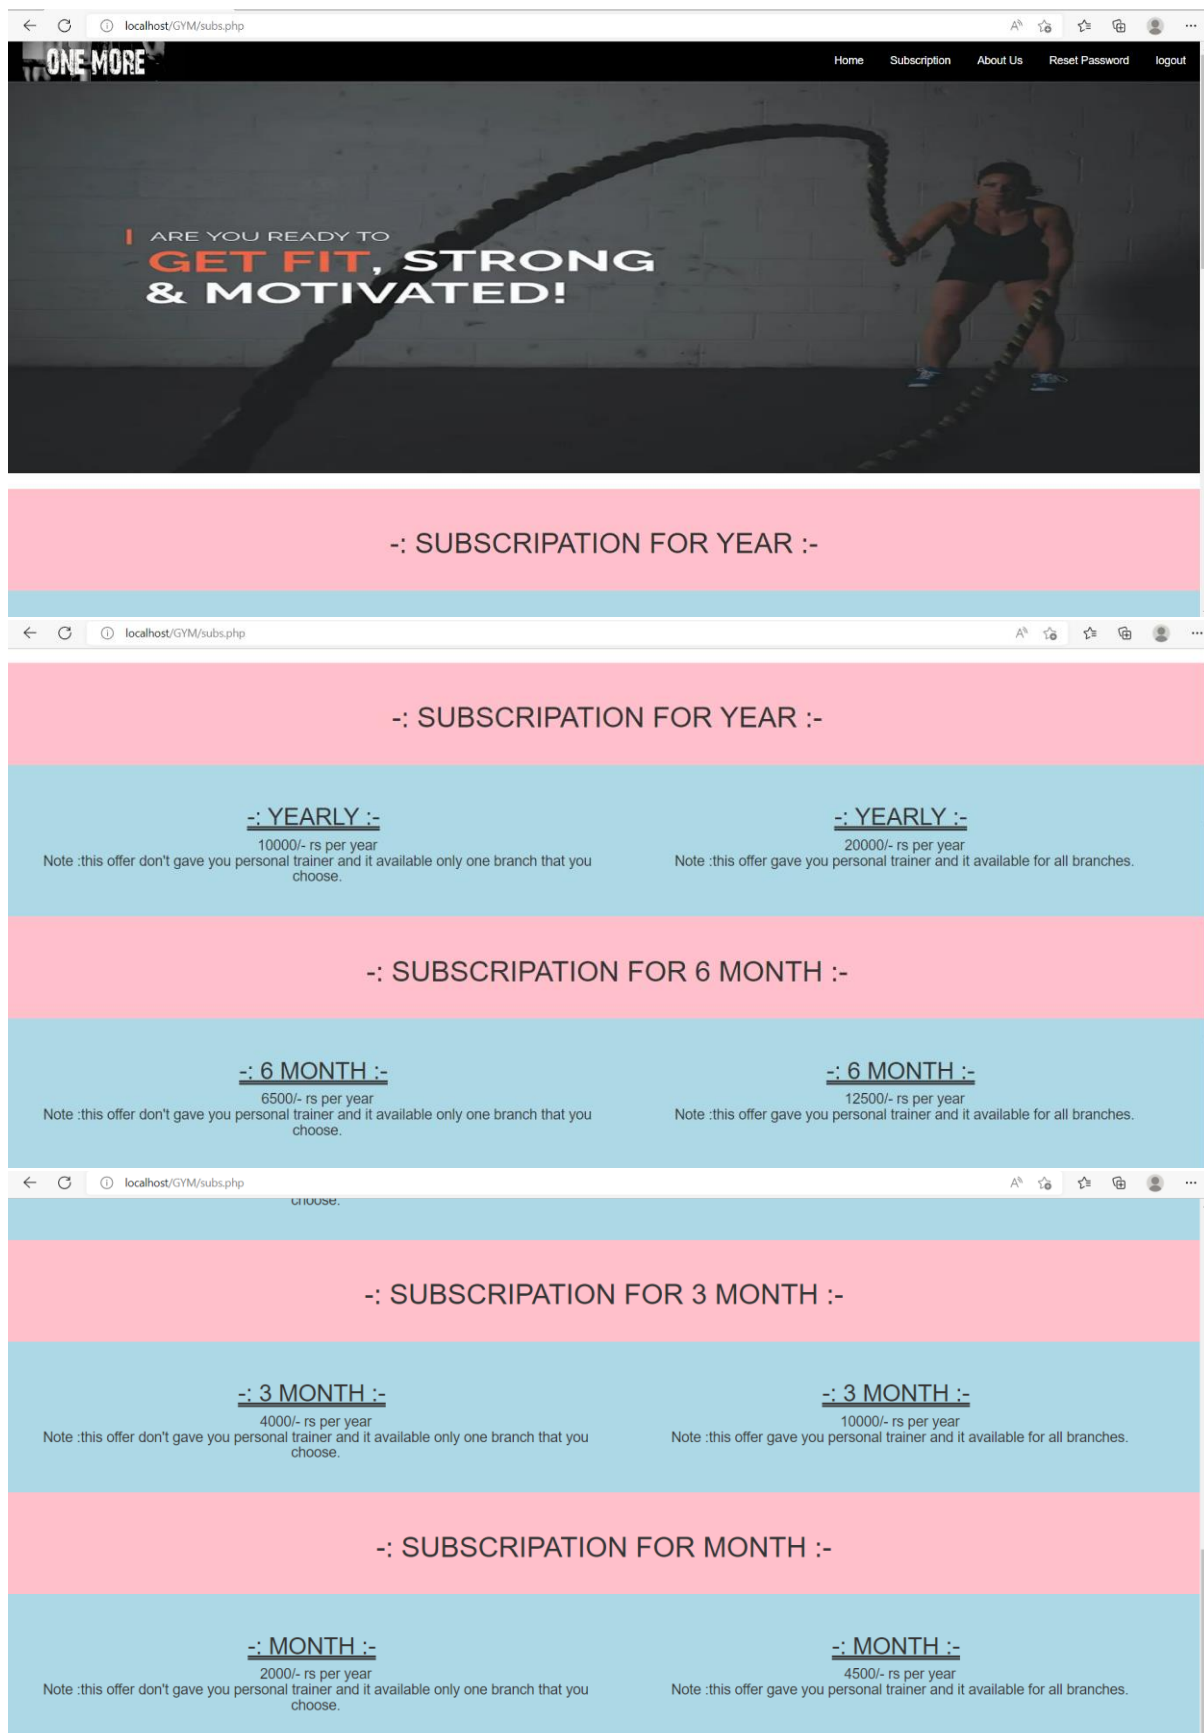 localhost/GYM/subs.php
ONE MORE
Home Subscription About Us Reset Password logout
ARE YOU READY TO
GET FIT, STRONG
& MOTIVATED!
-: SUBSCRIPATION FOR YEAR :-
localhost/GYM/subs.php
-: SUBSCRIPATION FOR YEAR :-
-: YEARLY :-
10000/- rs per year
Note :this offer don't gave you personal trainer and it available only one branch that you
choose.
-: YEARLY :-
20000/- rs per year
Note :this offer gave you personal trainer and it available for all branches.
-: SUBSCRIPATION FOR 6 MONTH :-
-: 6 MONTH :-
6500/- rs per year
Note :this offer don't gave you personal trainer and it available only one branch that you
choose.
-: 6 MONTH :-
12500/- rs per year
Note :this offer gave you personal trainer and it available for all branches.
localhost/GYM/subs.php
choose.
-: SUBSCRIPATION FOR 3 MONTH :-
-: 3 MONTH :-
4000/- rs per year
Note :this offer don't gave you personal trainer and it available only one branch that you
choose.
-: 3 MONTH :-
10000/- rs per year
Note :this offer gave you personal trainer and it available for all branches.
-: SUBSCRIPATION FOR MONTH :-
-: MONTH :-
2000/- rs per year
Note :this offer don't gave you personal trainer and it available only one branch that you
choose.
-: MONTH :-
4500/- rs per year
Note :this offer gave you personal trainer and it available for all branches.